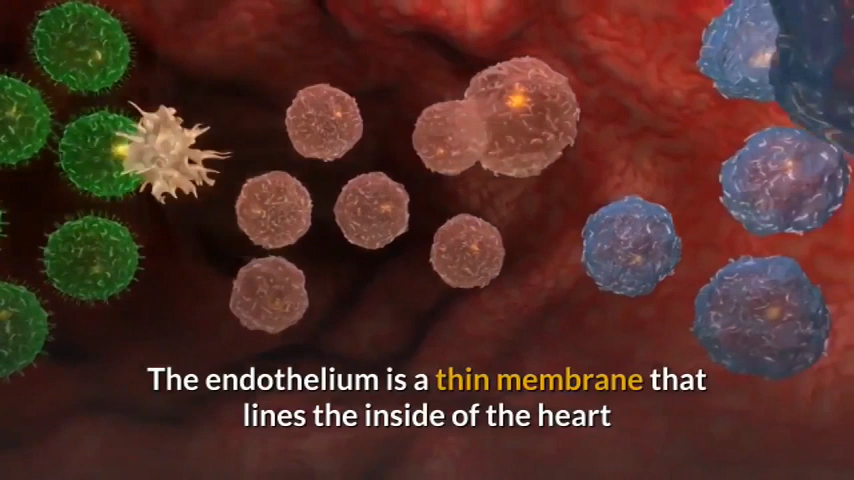 The endothelium is a thin membrane that
lines the inside of the heart